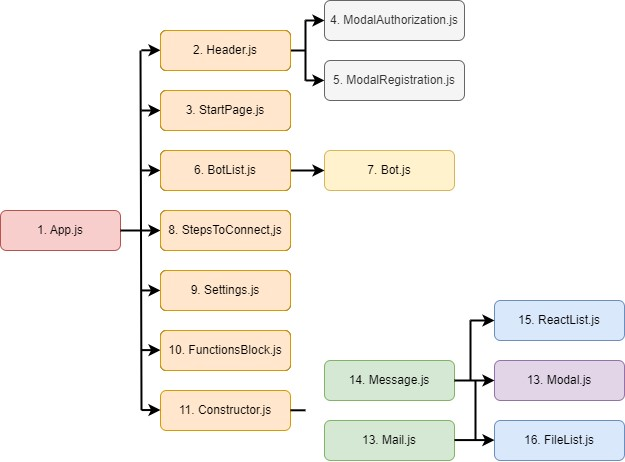 4. ModalAuthorization.js
2. Header.js
5. ModalRegistration.js
3. StartPage.js
6. BotList.js
7. Bot.js
1. App.js
8. StepsToConnect,js
9. Settings.js
15. ReactList.js
10. FunctionsBlock.js
14. Message.js
13. Modal.js
11. Constructor.js
13. Mail.js
16. FileList.js